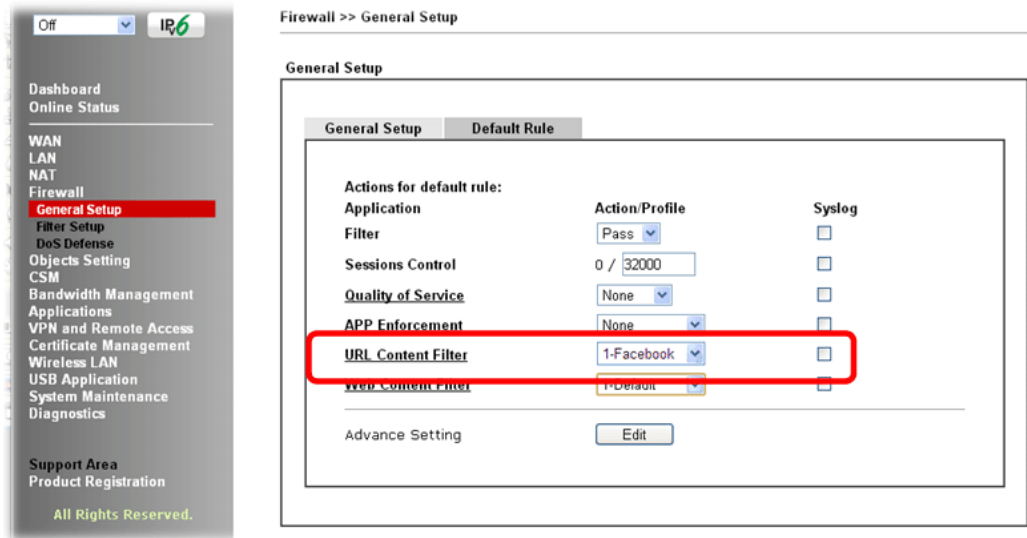 Off
IPv6
Dashboard
Online Status
WAN
LAN
NAT
Firewall
General Setup
Filter Setup
DoS Defense
Objects Setting
CSM
Bandwidth Management
Applications
VPN and Remote Access
Certificate Management
Wireless LAN
USB Application
System Maintenance
Diagnostics
Support Area
Product Registration
All Rights Reserved.
Firewall >> General Setup
General Setup
General Setup Default Rule
Actions for default rule:
Application Action/Profile Syslog
Filter Pass
Sessions Control 0 / 32000
Quality of Service None
APP Enforcement None
URL Content Filter 1-Facebook
Web Content Filter 1-Default
Advance Setting Edit